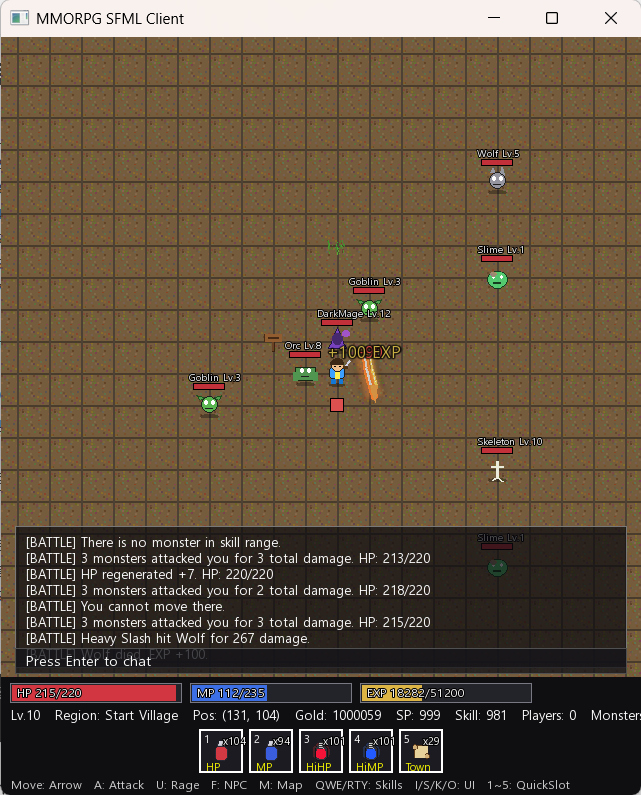 MMORPG SFML Client
Wolf Lv.5
Slime Lv.1
Goblin Lv.3
DarkMage Lv.12
Orc Lv.8
+100 EXP
Goblin Lv.3
Skeleton Lv.10
Slime Lv.1
[BATTLE] There is no monster in skill range.
[BATTLE] 3 monsters attacked you for 3 total damage. HP: 213/220
[BATTLE] HP regenerated +7. HP: 220/220
[BATTLE] 3 monsters attacked you for 2 total damage. HP: 218/220
[BATTLE] You cannot move there.
[BATTLE] 3 monsters attacked you for 3 total damage. HP: 215/220
[BATTLE] Heavy Slash hit Wolf for 267 damage.
[BATTLE] Wolf died. EXP +100
Press Enter to chat
HP 215/220 MP 112/235 EXP 18282/51200
Lv.10 Region: Start Village Pos: (131, 104) Gold: 1000059 SP: 999 Skill: 981 Players: 0 Monsters
1 x104 2 x94 3 x101 4 x101 5 x29
HP MP HiHP HiMP Town
Move: Arrow A: Attack U: Rage F: NPC M: Map QWE/RTY: Skills I/S/K/O: UI 1~5: QuickSlot